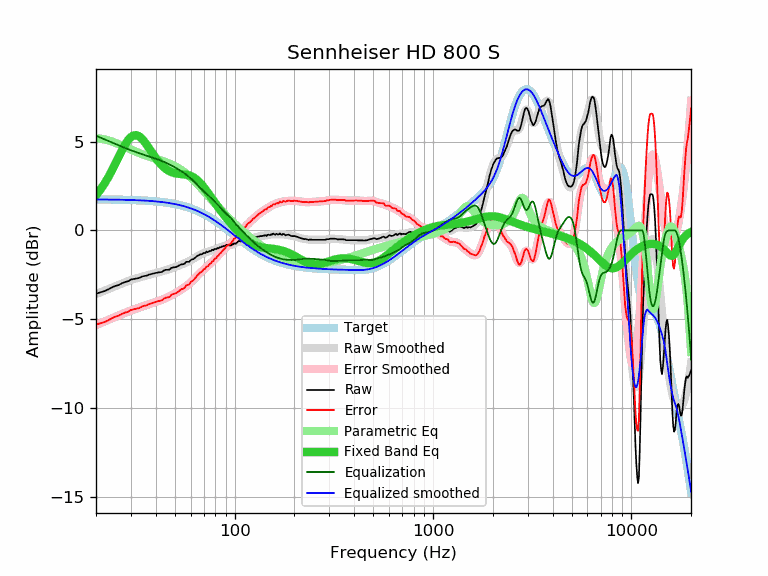 Sennheiser HD 800 S
Amplitude (dBr)
5
0
−5
−10
−15
Target
Raw Smoothed
Error Smoothed
Raw
Error
Parametric Eq
Fixed Band Eq
Equalization
Equalized smoothed
100
1000
10000
Frequency (Hz)